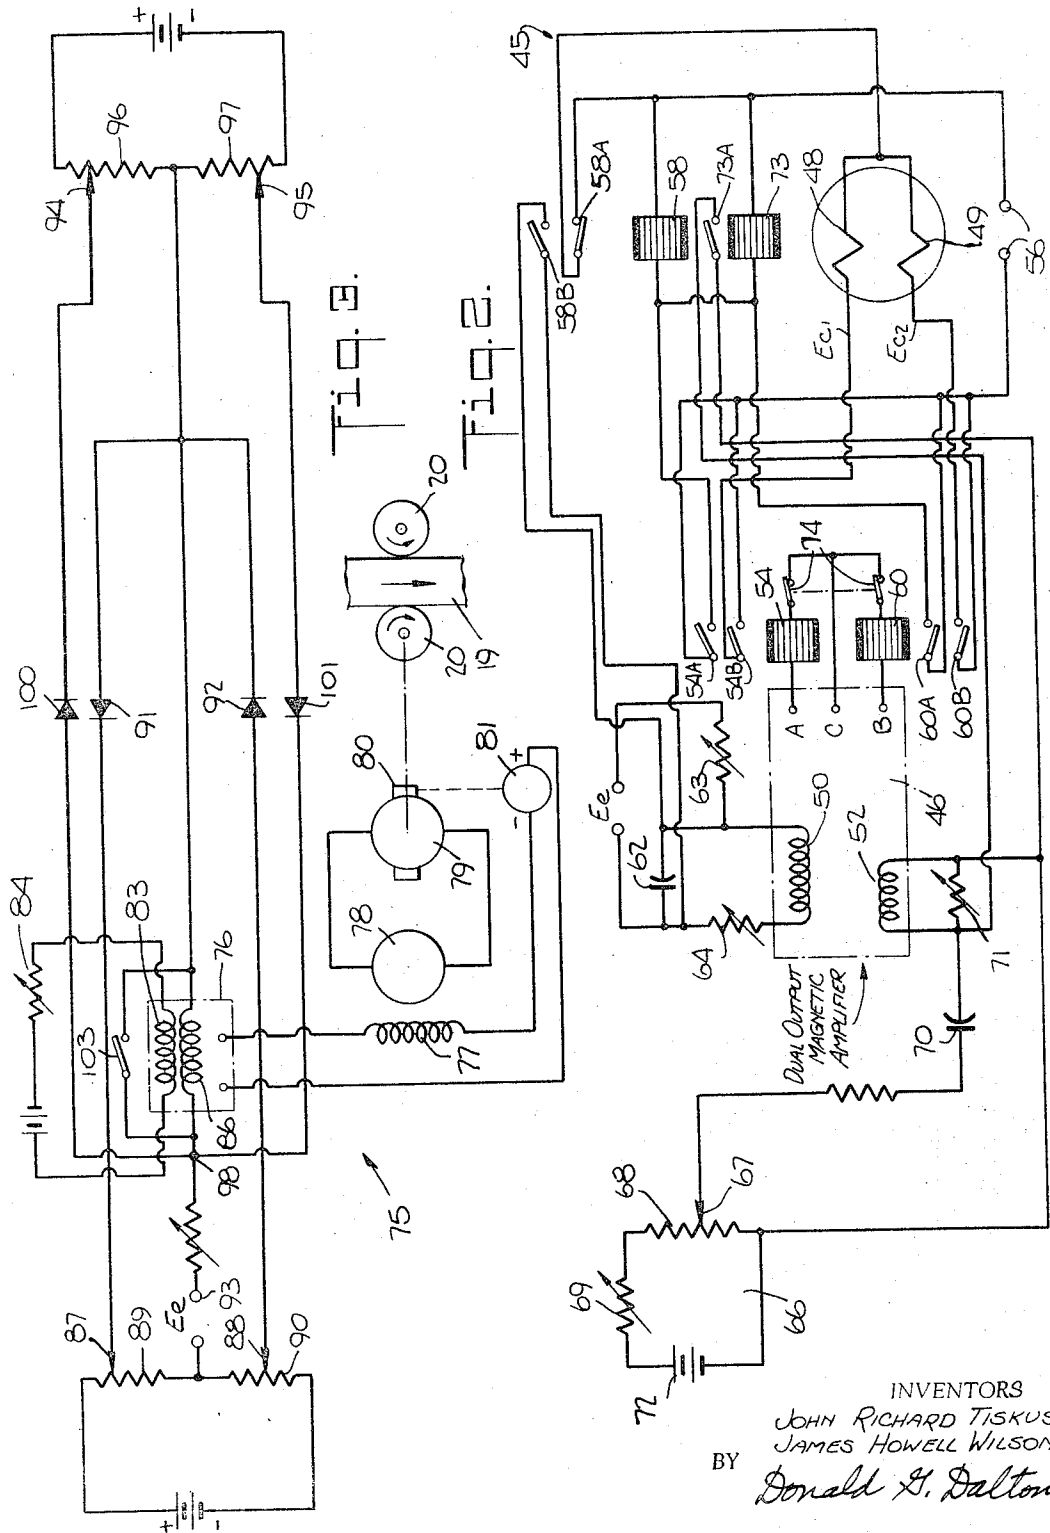 Fig. 3.
+
-
94
96
97
95
100
91
92
101
84
83
103
76
86
98
77
78
79
80
81
+
-
20
20
19
75
87
89
Ee
93
88
90
+
-
Fig. 2.
45
58B
58A
58
73A
73
48
49
56
Ec1
Ec2
54A
54B
54
74
60
60A
60B
A
C
B
Ee
63
62
64
50
52
46
DUAL OUTPUT
MAGNETIC
AMPLIFIER
71
70
68
67
69
66
72
INVENTORS
JOHN RICHARD TISKUS
JAMES HOWELL WILSON
BY
Donald G. Dalton